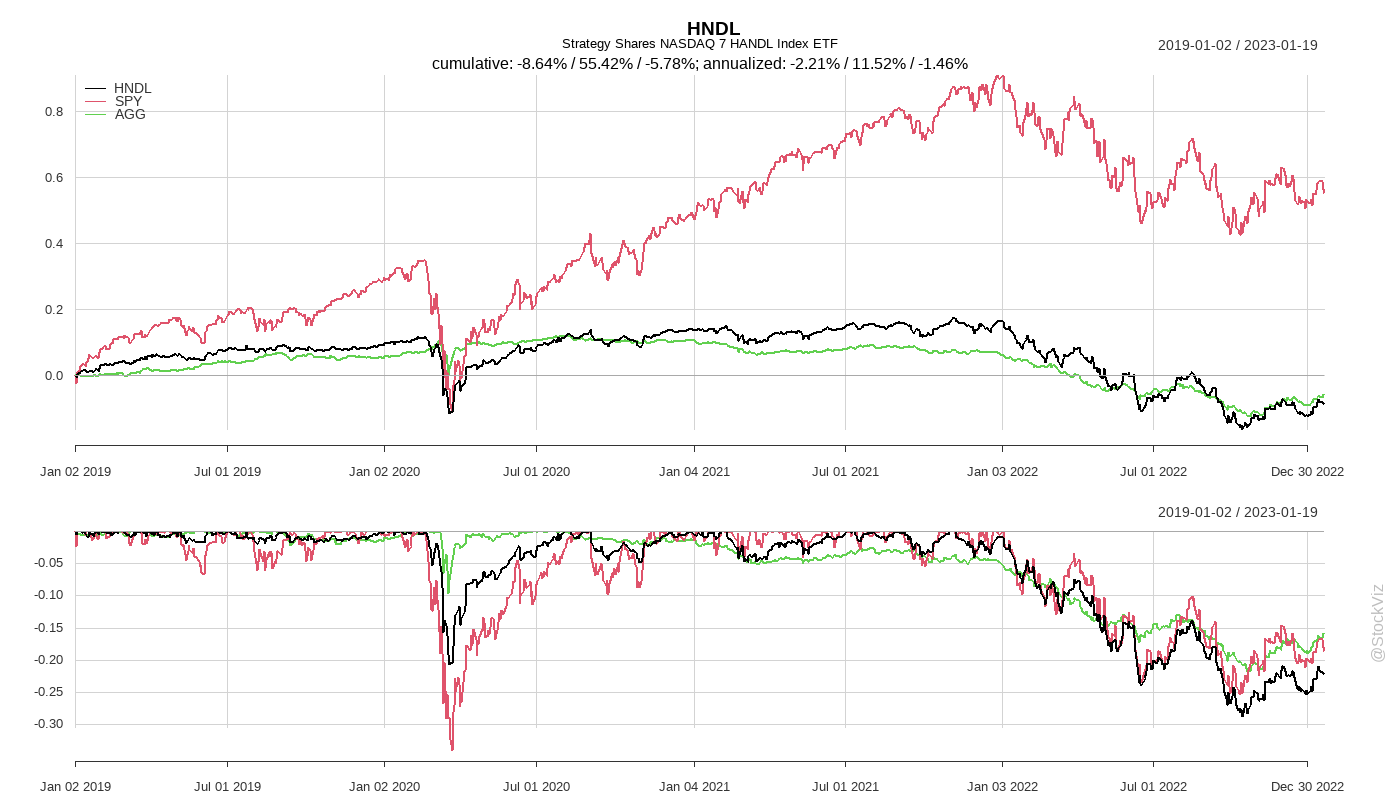 HNDL
Strategy Shares NASDAQ 7 HANDL Index ETF
2019-01-02 / 2023-01-19
cumulative: -8.64% / 55.42% / -5.78%; annualized: -2.21% / 11.52% / -1.46%
HNDL
SPY
AGG
0.8
0.6
0.4
0.2
0.0
Jan 02 2019 Jul 01 2019 Jan 02 2020 Jul 01 2020 Jan 04 2021 Jul 01 2021 Jan 03 2022 Jul 01 2022 Dec 30 2022
2019-01-02 / 2023-01-19
-0.05
-0.10
-0.15
-0.20
-0.25
-0.30
Jan 02 2019 Jul 01 2019 Jan 02 2020 Jul 01 2020 Jan 04 2021 Jul 01 2021 Jan 03 2022 Jul 01 2022 Dec 30 2022
@StockViz